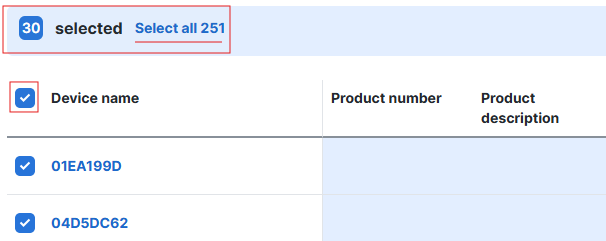 30 selected Select all 251
Device name Product number Product
description
01EA199D
04D5DC62